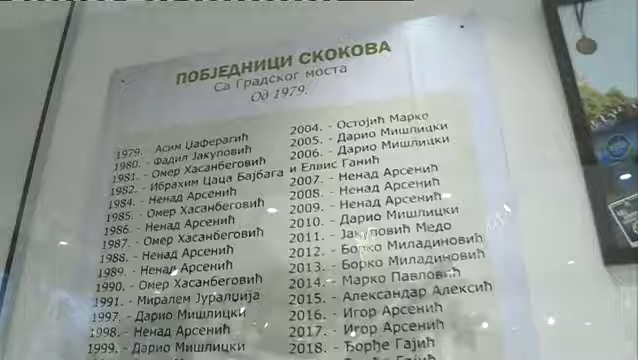 ПОБЈЕДНИЦИ СКОКОВА
Са Градског моста
Од 1979.
1979. Асим Џаферагић
1980. - Фадил Јакуповић
1981. - Омер Хасанбеговић
1982. - Ибрахим Цаца Бајбага и Елвис Ганић
1984. - Ненад Арсенић
1985. - Омер Хасанбеговић
1986. - Ненад Арсенић
1987. - Омер Хасанбеговић
1988. - Ненад Арсенић
1989. - Ненад Арсенић
1990. - Омер Хасанбеговић
1991. - Миралем Јуралџија
1997. - Дарио Мишлицки
1998. - Ненад Арсенић
1999. - Дарио Мишлицки
2004. - Остојић Марко
2005. - Дарио Мишлицки
2006. - Дарио Мишлицки
2007. - Ненад Арсенић
2008. - Ненад Арсенић
2009. - Ненад Арсенић
2010. - Дарио Мишлицки
2011. - Јакуповић Медо
2012. - Борко Миладиновић
2013. - Борко Миладиновић
2014. - Марко Павловић
2015. - Александар Алексић
2016. - Игор Арсенић
2017. - Игор Арсенић
2018. - Ђорђе Гајић
Ђорђе Гајић